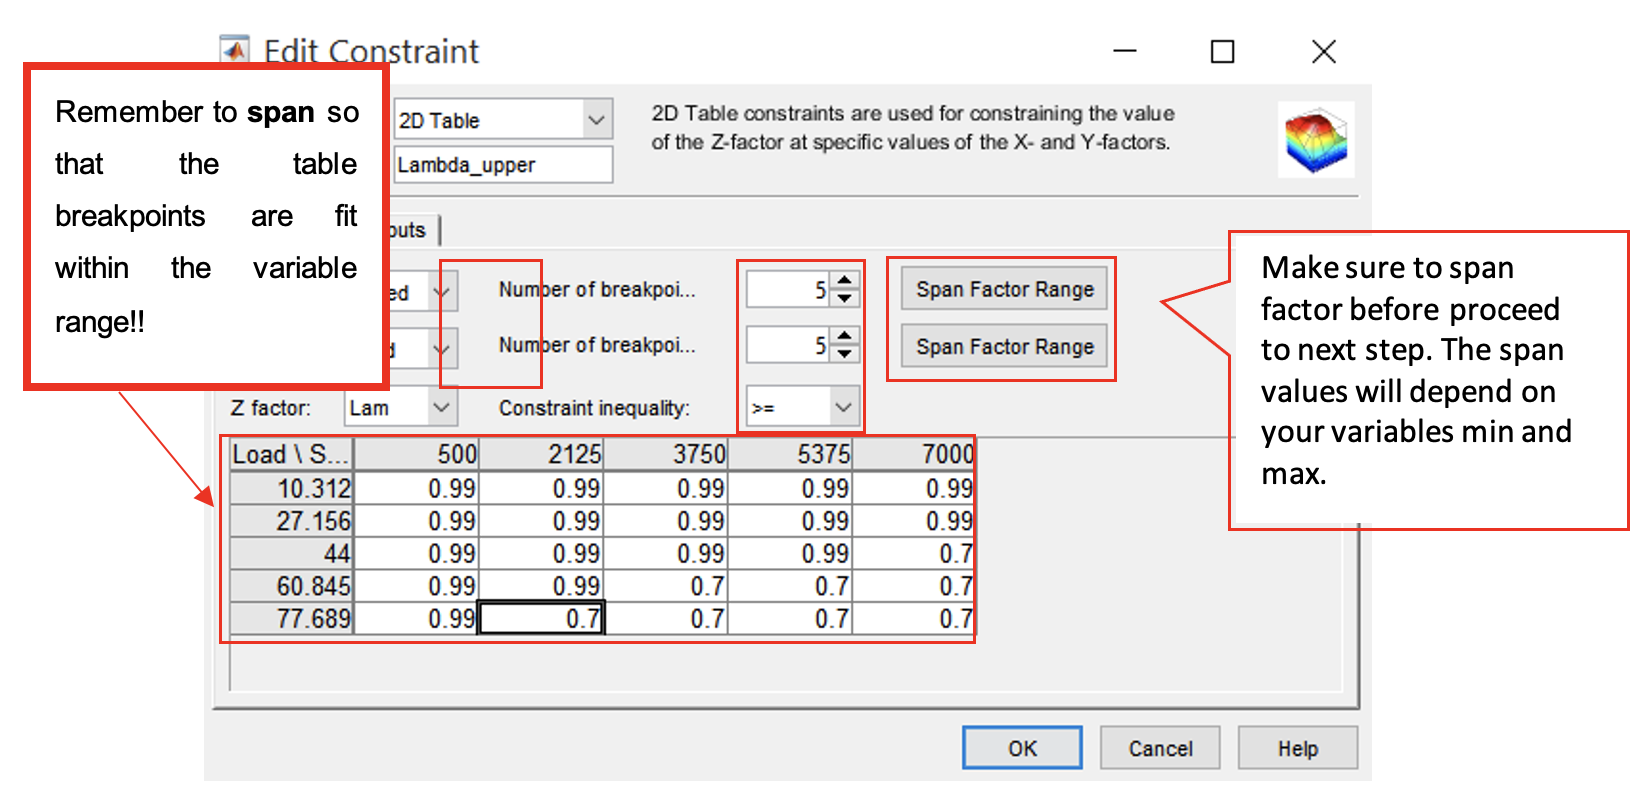 Edit Constraint
Remember to span so
that the table
breakpoints are fit
within the variable
range!!
2D Table
Lambda_upper
2D Table constraints are used for constraining the value
of the Z-factor at specific values of the X- and Y-factors.
Number of breakpoi...
5
Span Factor Range
Number of breakpoi...
5
Span Factor Range
Z factor:
Lam
Constraint inequality:
>=
Make sure to span
factor before proceed
to next step. The span
values will depend on
your variables min and
max.
Load \ S... 500 2125 3750 5375 7000
10.312 0.99 0.99 0.99 0.99 0.99
27.156 0.99 0.99 0.99 0.99 0.99
44 0.99 0.99 0.99 0.99 0.7
60.845 0.99 0.99 0.7 0.7 0.7
77.689 0.99 0.7 0.7 0.7 0.7
OK
Cancel
Help